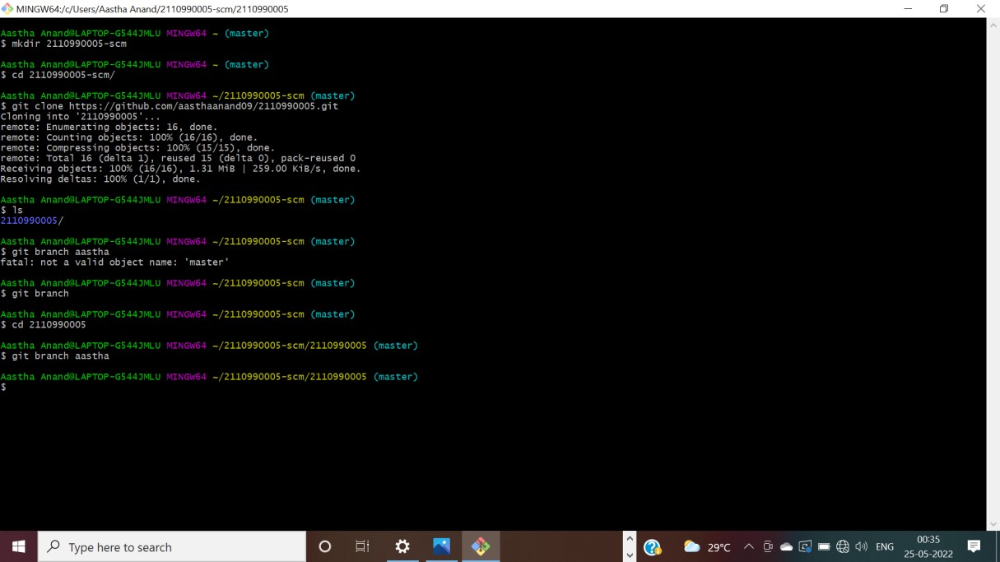 MINGW64:/c/Users/Aastha Anand/2110990005-scm/2110990005
Aastha Anand@LAPTOP-G544JMLU MINGW64 ~ (master)
$ mkdir 2110990005-scm
Aastha Anand@LAPTOP-G544JMLU MINGW64 ~ (master)
$ cd 2110990005-scm/
Aastha Anand@LAPTOP-G544JMLU MINGW64 ~/2110990005-scm (master)
$ git clone https://github.com/aasthaanand09/2110990005.git
Cloning into '2110990005'...
remote: Enumerating objects: 16, done.
remote: Counting objects: 100% (16/16), done.
remote: Compressing objects: 100% (15/15), done.
remote: Total 16 (delta 1), reused 15 (delta 0), pack-reused 0
Receiving objects: 100% (16/16), 1.31 MiB | 259.00 KiB/s, done.
Resolving deltas: 100% (1/1), done.
Aastha Anand@LAPTOP-G544JMLU MINGW64 ~/2110990005-scm (master)
$ ls
2110990005/
Aastha Anand@LAPTOP-G544JMLU MINGW64 ~/2110990005-scm (master)
$ git branch aastha
fatal: not a valid object name: 'master'
Aastha Anand@LAPTOP-G544JMLU MINGW64 ~/2110990005-scm (master)
$ git branch
Aastha Anand@LAPTOP-G544JMLU MINGW64 ~/2110990005-scm (master)
$ cd 2110990005
Aastha Anand@LAPTOP-G544JMLU MINGW64 ~/2110990005-scm/2110990005 (master)
$ git branch aastha
Aastha Anand@LAPTOP-G544JMLU MINGW64 ~/2110990005-scm/2110990005 (master)
$
Type here to search
29°C
ENG
00:35
25-05-2022